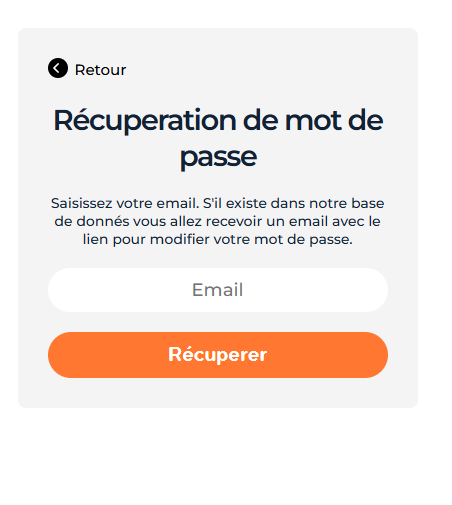 Retour
Récuperation de mot de
passe
Saisissez votre email. S'il existe dans notre base
de donnés vous allez recevoir un email avec le
lien pour modifier votre mot de passe.
Email
Récuperer